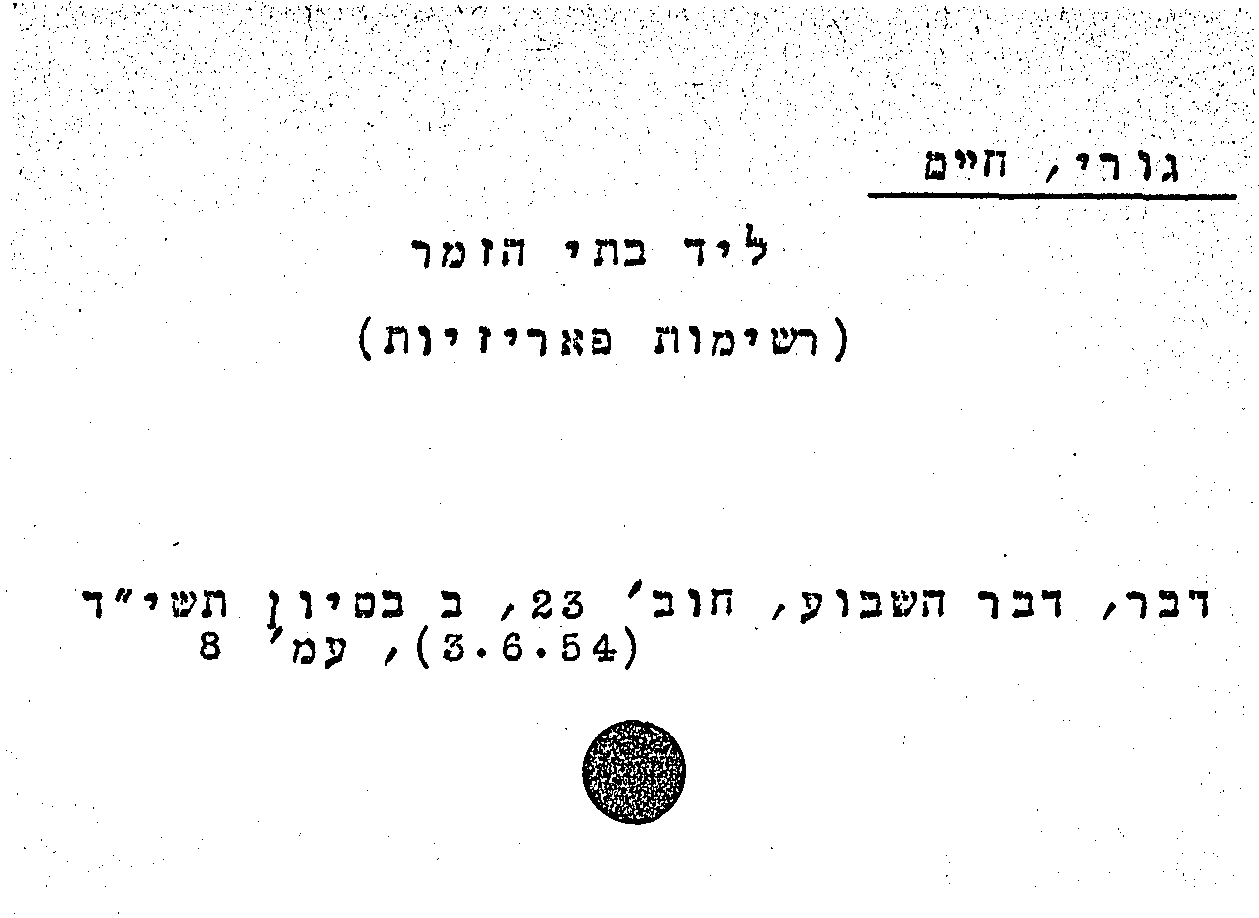 גורי, חיים
ליד בתי הזמר
(רשימות פאריזיות)
דבר, דבר השבוע, חוב' 23, ב בסיון תשי"ד
(3.6.54), עמ' 8